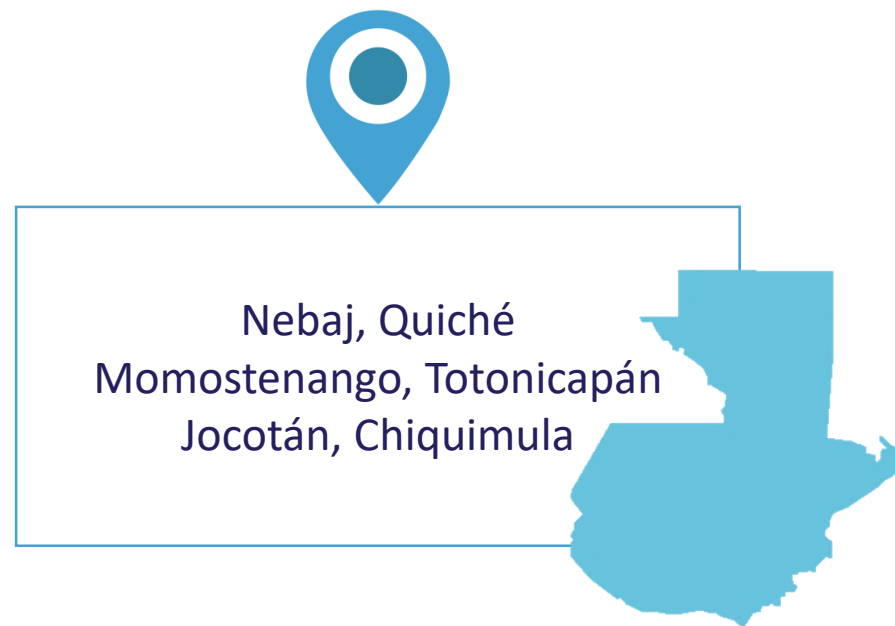 Nebaj, Quiché
Momostenango, Totonicapán
Jocotán, Chiquimula